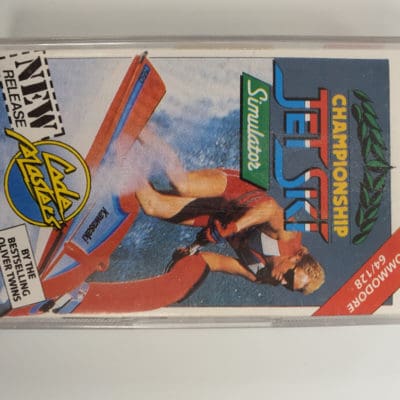 NEW
RELEASE
Code
Masters
CHAMPIONSHIP
JET SKI
Simulator
COMMODORE
64/128
Kawasaki
BY THE
BESTSELLING
OLIVER TWINS